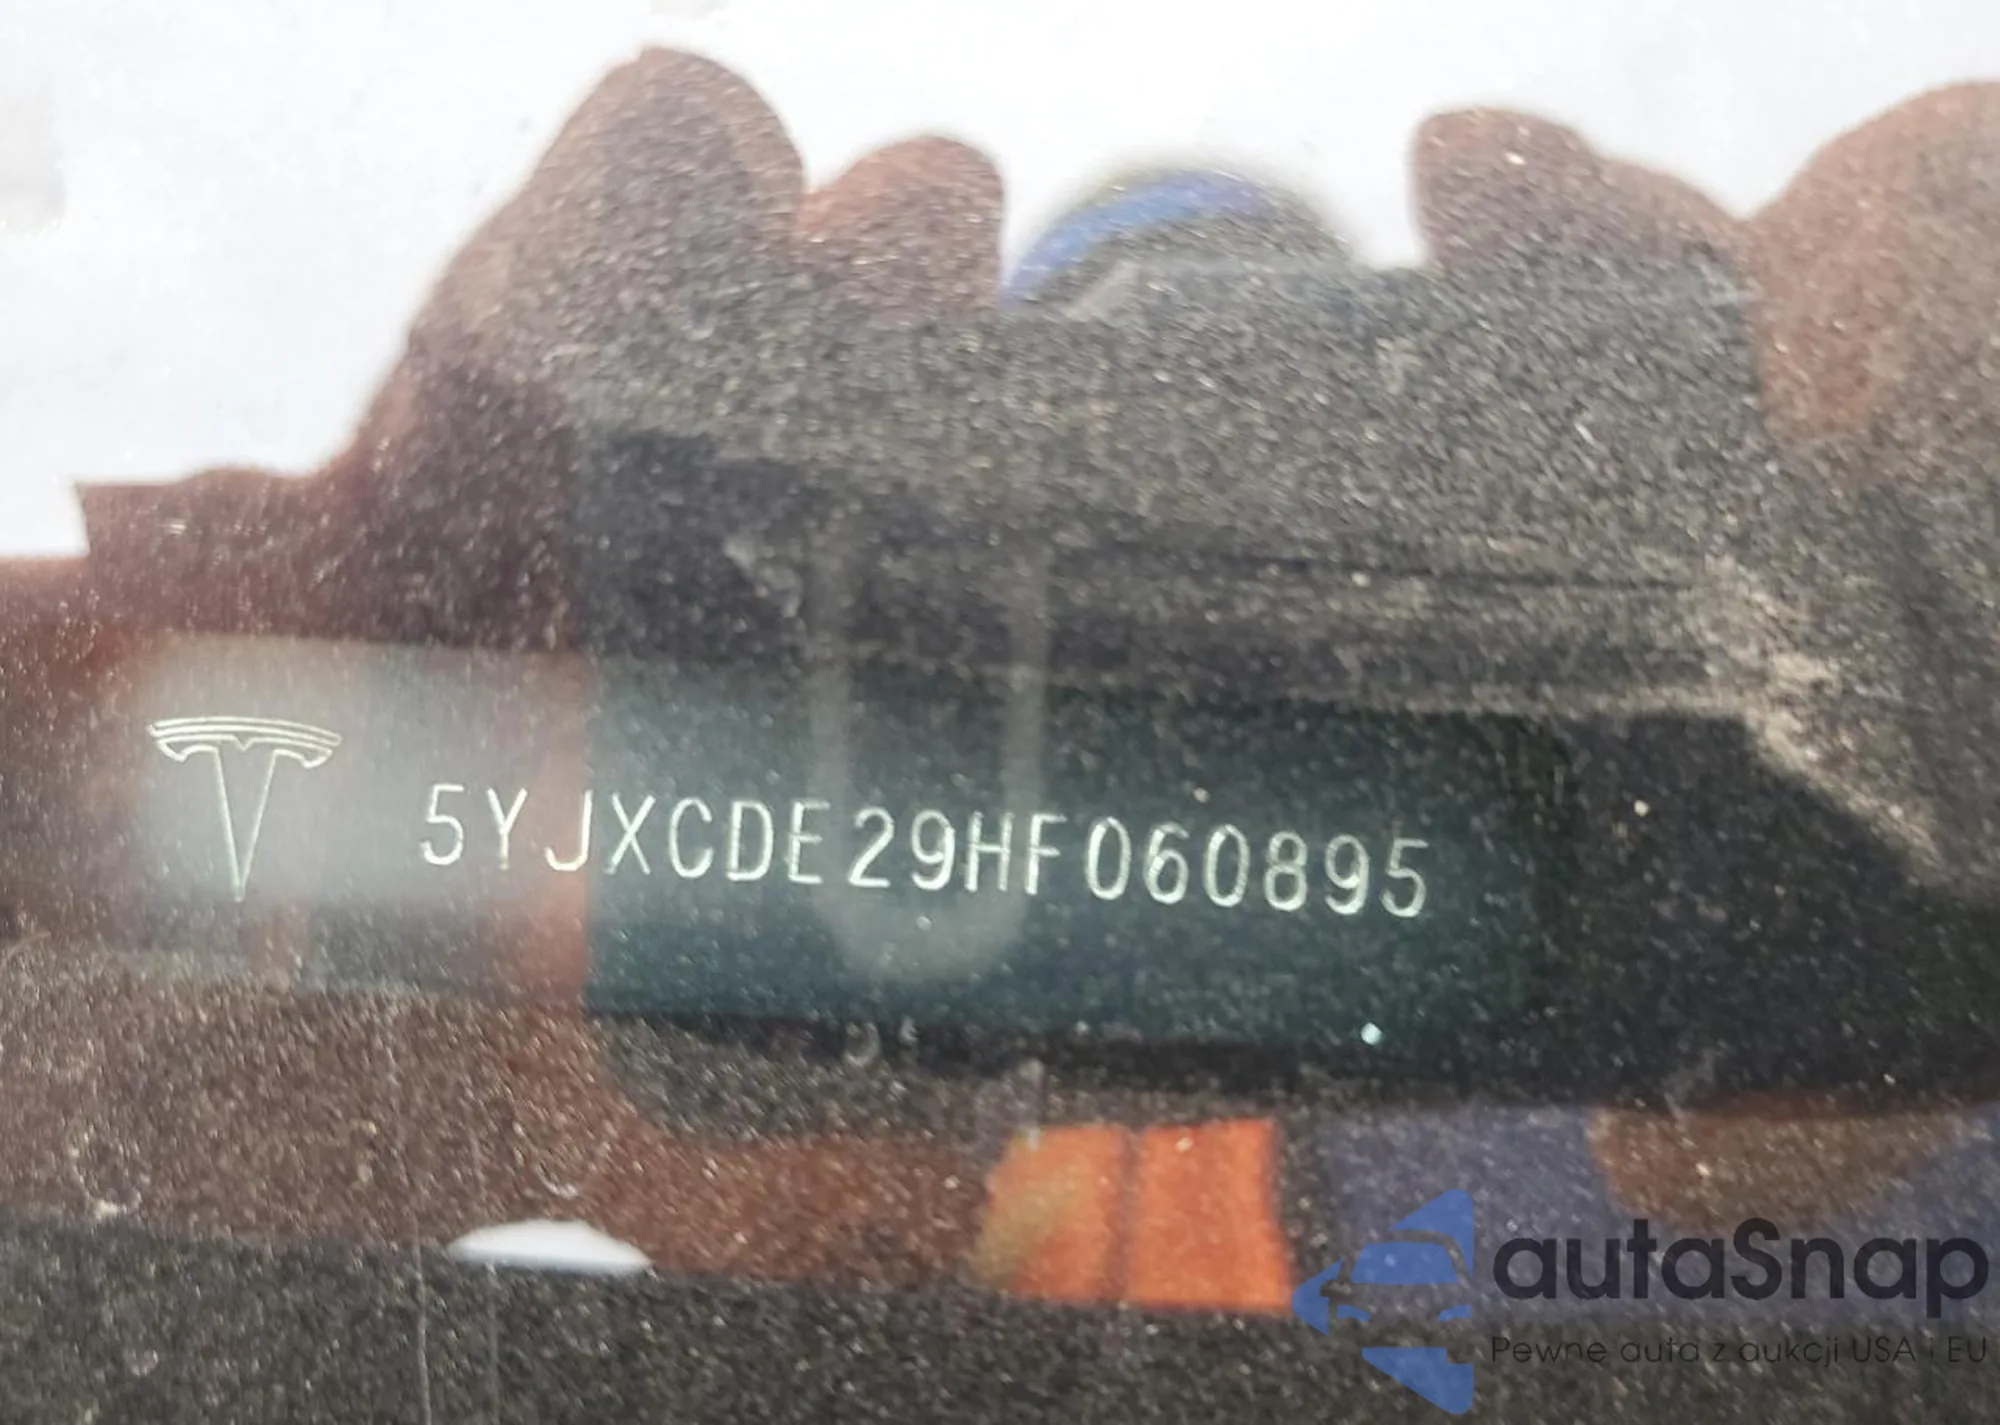 5YJXCDE29HF060895
autaSnap
Pewne auta z aukcji USA i EU